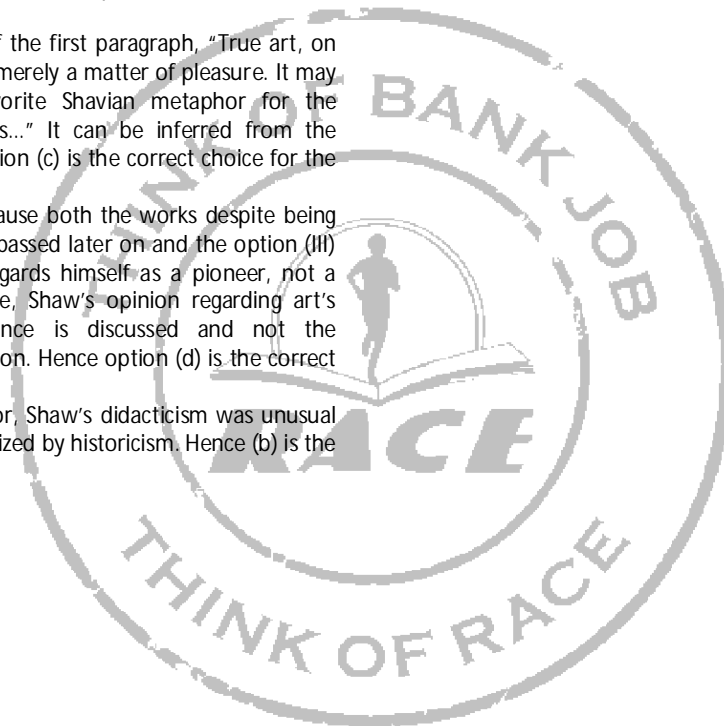 f the first paragraph, “True art, on
merely a matter of pleasure. It may
orite Shavian metaphor for the
s...” It can be inferred from the
ion (c) is the correct choice for the
ause both the works despite being
passed later on and the option (III)
gards himself as a pioneer, not a
e, Shaw’s opinion regarding art’s
nce is discussed and not the
on. Hence option (d) is the correct
or, Shaw’s didacticism was unusual
ized by historicism. Hence (b) is the
THINK OF BANK JOB
RACE
THINK OF RACE